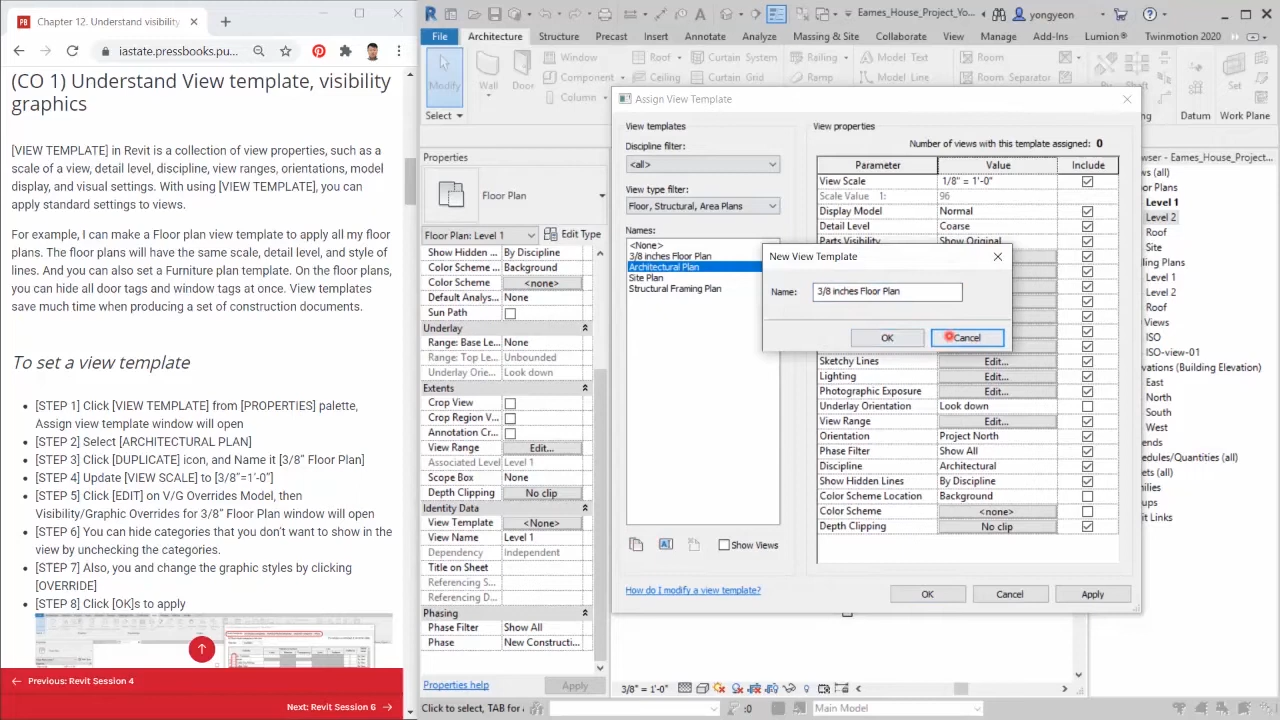 Chapter 12. Understand visibility
iastate.pressbooks.pu...
(CO 1) Understand View template, visibility
graphics
[VIEW TEMPLATE] in Revit is a collection of view properties, such as a
scale of a view, detail level, discipline, view ranges, orientations, model
display, and visual settings. With using [VIEW TEMPLATE], you can
apply standard settings to views.
For example, I can make a Floor plan view template to apply all my floor
plans. The floor plans will have the same scale, detail level, and style of
lines. And you can also set a Furniture plan template. On the floor plans,
you can hide all door tags and window tags at once. View templates
save much time when producing a set of construction documents.
To set a view template
[STEP 1] Click [VIEW TEMPLATE] from [PROPERTIES] palette,
Assign view template window will open
[STEP 2] Select [ARCHITECTURAL PLAN]
[STEP 3] Click [DUPLICATE] icon, and Name it [3/8" Floor Plan]
[STEP 4] Update [VIEW SCALE] to [3/8"=1'-0"]
[STEP 5] Click [EDIT] on V/G Overrides Model, then
Visibility/Graphic Overrides for 3/8" Floor Plan window will open
[STEP 6] You can hide categories that you don't want to show in the
view by unchecking the categories.
[STEP 7] Also, you and change the graphic styles by clicking
[OVERRIDE]
[STEP 8] Click [OK]s to apply
← Previous: Revit Session 4
Next: Revit Session 6 →
Eames_House_Project_Yo...
yongyeon
File Architecture Structure Precast Insert Annotate Analyze Massing & Site Collaborate View Manage Add-Ins Lumion® Twinmotion 2020
Modify
Wall
Door
Window
Component
Column
Roof
Ceiling
Curtain System
Curtain Grid
Railing
Ramp
Model Text
Model Line
Room
Room Separator
Set
Select
Datum
Work Plane
Properties
Floor Plan
Floor Plan: Level 1
Edit Type
Show Hidden ... By Discipline
Color Scheme ... Background
Color Scheme <none>
Default Analys... None
Sun Path
Underlay
Range: Base Le... None
Range: Top Le... Unbounded
Underlay Orie... Look down
Extents
Crop View
Crop Region V...
Annotation Cr...
View Range Edit...
Associated Level Level 1
Scope Box None
Depth Clipping No clip
Identity Data
View Template <None>
View Name Level 1
Dependency Independent
Title on Sheet
Referencing S...
Referencing D...
Phasing
Phase Filter Show All
Phase New Constructi...
Properties help
Apply
Assign View Template
View templates
Discipline filter:
<all>
View type filter:
Floor, Structural, Area Plans
Names:
<None>
3/8 inches Floor Plan
Architectural Plan
Site Plan
Structural Framing Plan
Show Views
How do I modify a view template?
View properties
Number of views with this template assigned: 0
Parameter Value Include
View Scale 1/8" = 1'-0"
Scale Value 1: 96
Display Model Normal
Detail Level Coarse
Parts Visibility Show Original
New View Template
Name: 3/8 inches Floor Plan
OK Cancel
Sketchy Lines Edit...
Lighting Edit...
Photographic Exposure Edit...
Underlay Orientation Look down
View Range Edit...
Orientation Project North
Phase Filter Show All
Discipline Architectural
Show Hidden Lines By Discipline
Color Scheme Location Background
Color Scheme <none>
Depth Clipping No clip
OK Cancel Apply
wser - Eames_House_Project...
ws (all)
or Plans
Level 1
Level 2
Roof
Site
ling Plans
Level 1
Level 2
Roof
Views
ISO
ISO-view-01
vations (Building Elevation)
East
North
South
West
ends
edules/Quantities (all)
ets (all)
milies
ups
it Links
3/8" = 1'-0"
Click to select, TAB for
:0
Main Model